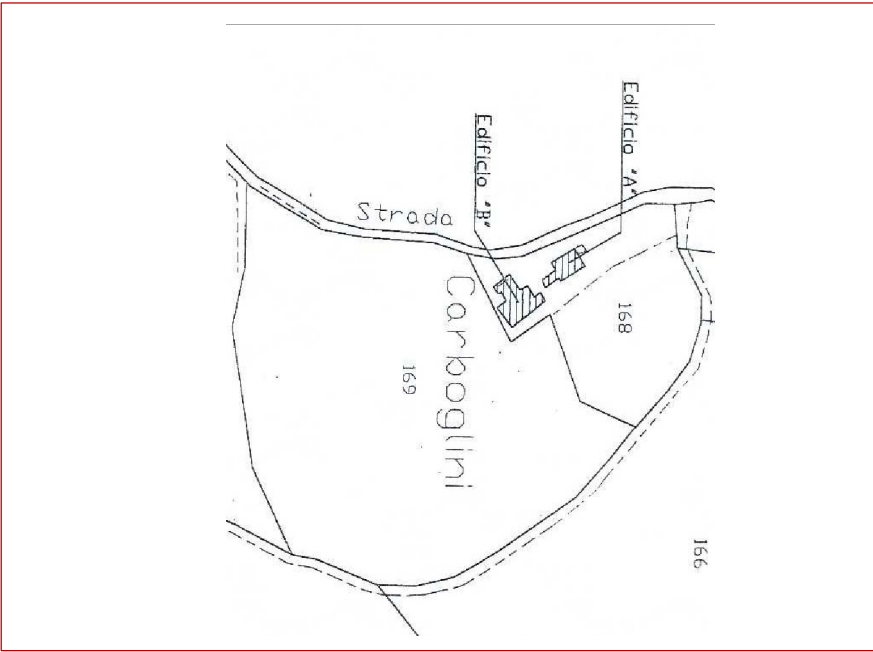 Edificio "A"
Edificio "B"
Strada
Carboglini
168
169
166